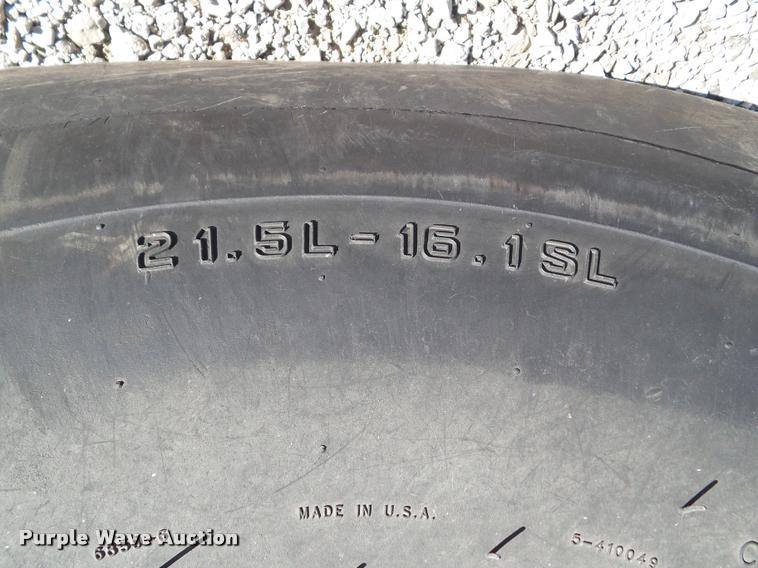 21.5L-16.1SL
MADE IN U.S.A.
5-410049
Purple Wave Auction